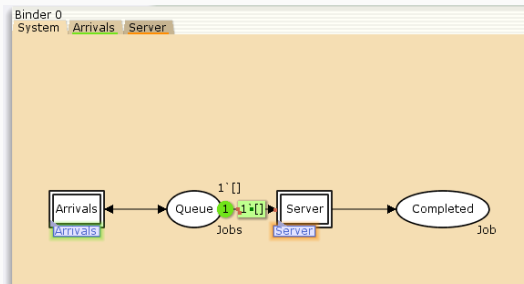 Binder 0
System Arrivals Server
1`[]
Arrivals Queue 1 1`[] Server Completed
Arrivals Jobs Server Job